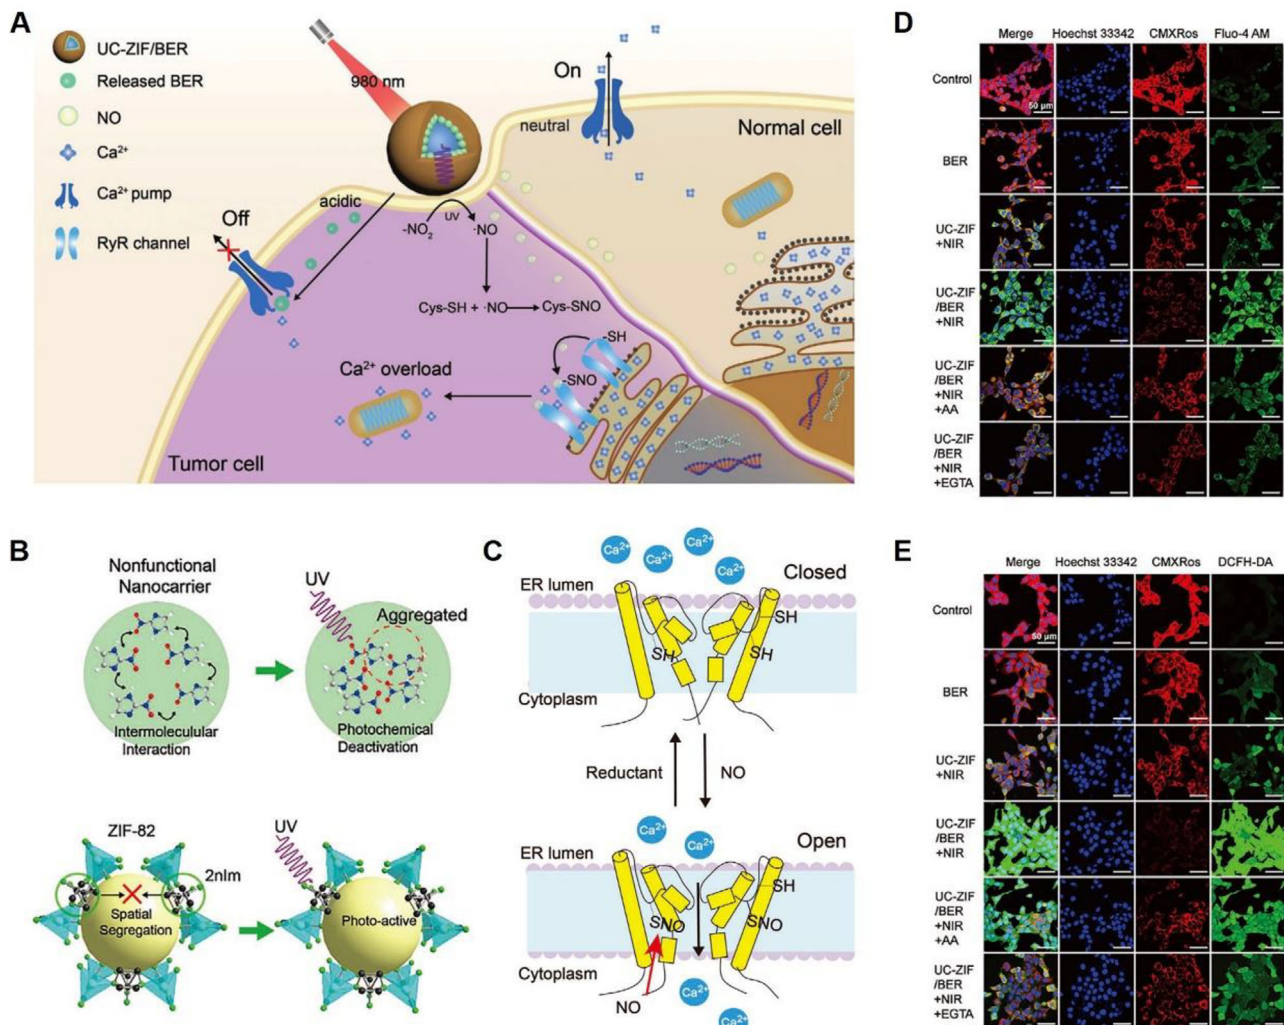 A
UC-ZIF/BER
Released BER
NO
Ca²⁺
Ca²⁺ pump
RyR channel
980 nm
On
neutral
Normal cell
acidic
Off
-NO₂
UV
·NO
Cys-SH + ·NO
Cys-SNO
-SH
-SNO
Ca²⁺ overload
Tumor cell
B
Nonfunctional
Nanocarrier
UV
Aggregated
Intermolecular
Interaction
Photochemical
Deactivation
ZIF-82
UV
2nIm
Spatial
Segregation
Photo-active
C
Ca²⁺
Ca²⁺
Ca²⁺
Ca²⁺
ER lumen
Closed
SH
SH
SH
Cytoplasm
Reductant
NO
Ca²⁺
Ca²⁺
Open
ER lumen
SH
SNO
SNO
Cytoplasm
NO
Ca²⁺
Ca²⁺
D
Merge Hoechst 33342 CMXRos Fluo-4 AM
Control
50 μm
BER
UC-ZIF
+NIR
UC-ZIF
/BER
+NIR
UC-ZIF
/BER
+NIR
+AA
UC-ZIF
/BER
+NIR
+EGTA
E
Merge Hoechst 33342 CMXRos DCFH-DA
Control
50 μm
BER
UC-ZIF
+NIR
UC-ZIF
/BER
+NIR
UC-ZIF
/BER
+NIR
+AA
UC-ZIF
/BER
+NIR
+EGTA